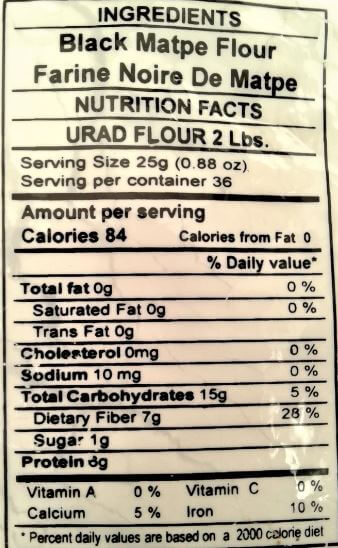 INGREDIENTS
Black Matpe Flour
Farine Noire De Matpe
NUTRITION FACTS
URAD FLOUR 2 Lbs.
Serving Size 25g (0.88 oz)
Serving per container 36
Amount per serving
Calories 84 Calories from Fat 0
% Daily value*
Total fat 0g 0 %
Saturated Fat 0g 0 %
Trans Fat 0g
Cholesterol 0mg 0 %
Sodium 10 mg 0 %
Total Carbohydrates 15g 5 %
Dietary Fiber 7g 28 %
Sugar 1g
Protein
Vitamin A 0 % Vitamin C 0 %
Calcium 5 % Iron 10 %
* Percent daily values are based on a 2000 calorie diet